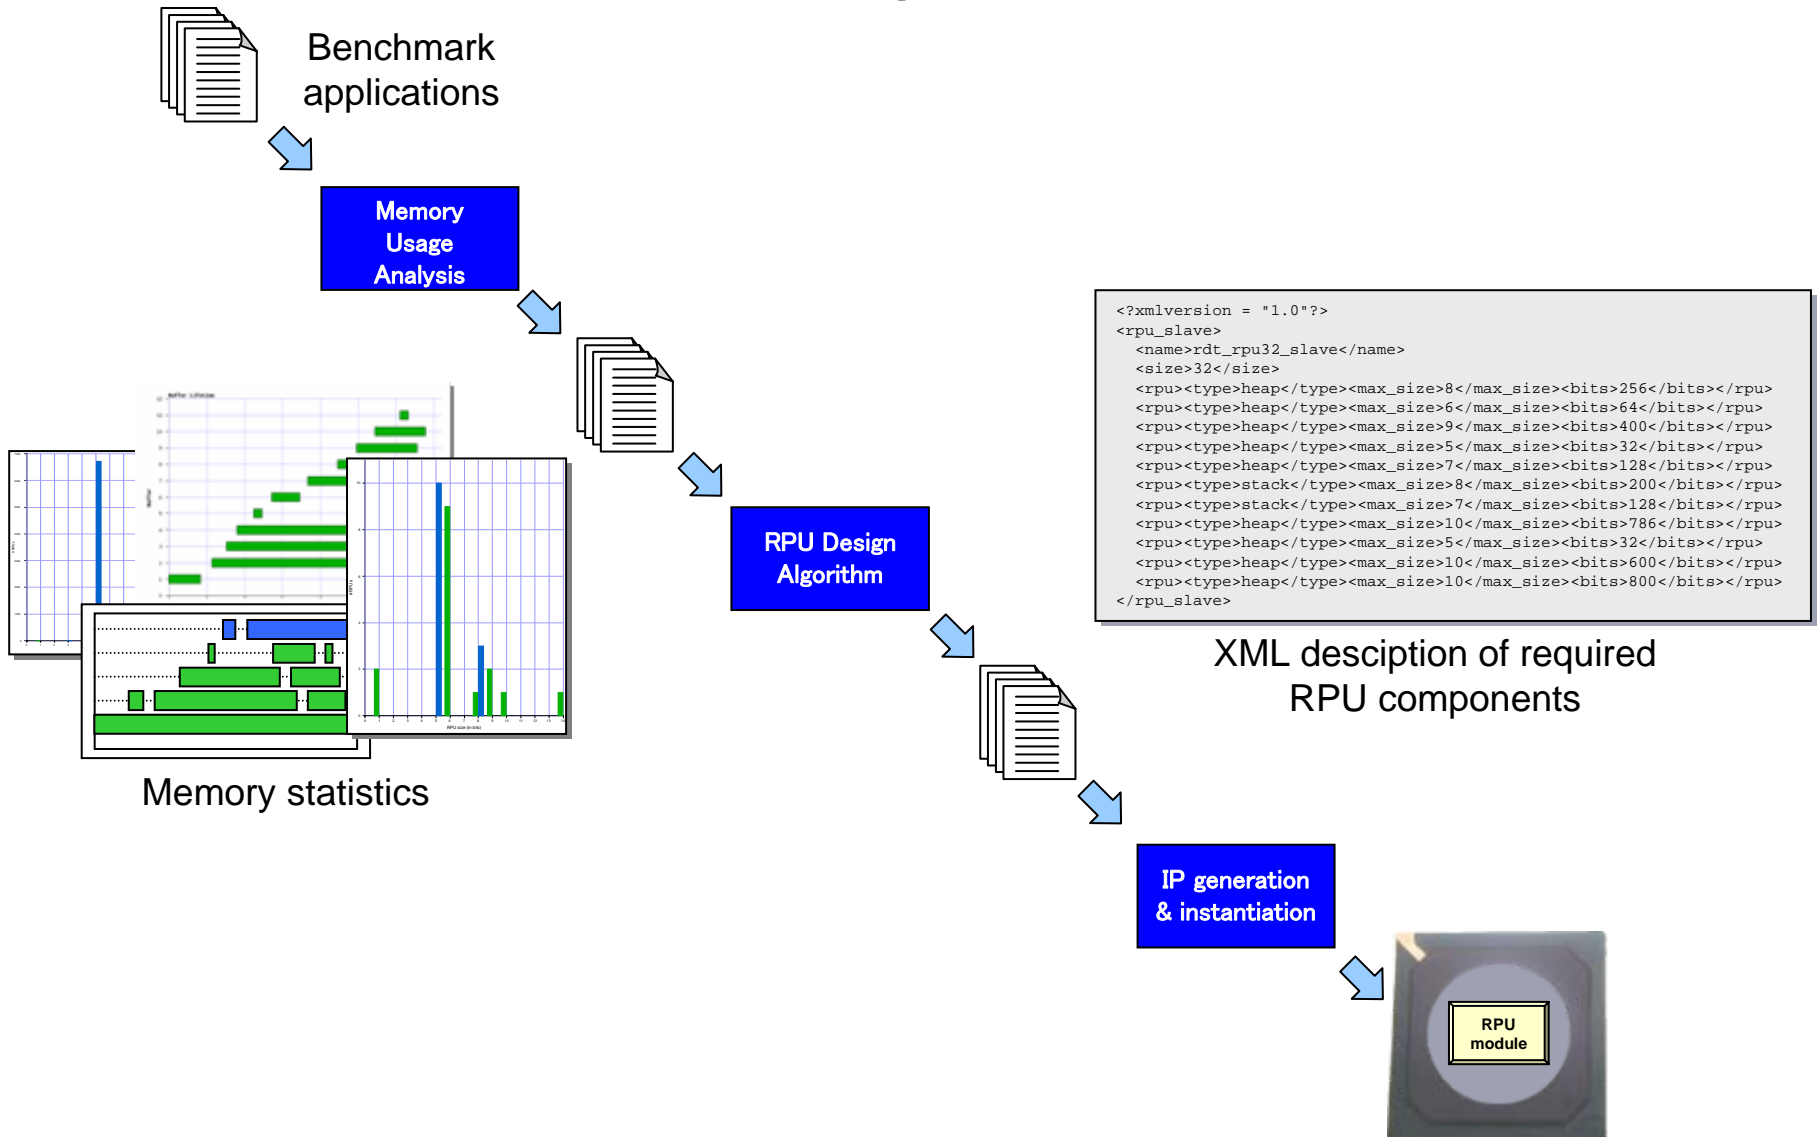 Benchmark
applications
Memory
Usage
Analysis
<?xmlversion = "1.0"?>
<rpu_slave>
<name>rdt_rpu32_slave</name>
<size>32</size>
<rpu><type>heap</type><max_size>8</max_size><bits>256</bits></rpu>
<rpu><type>heap</type><max_size>6</max_size><bits>64</bits></rpu>
<rpu><type>heap</type><max_size>9</max_size><bits>400</bits></rpu>
<rpu><type>heap</type><max_size>5</max_size><bits>32</bits></rpu>
<rpu><type>heap</type><max_size>7</max_size><bits>128</bits></rpu>
<rpu><type>stack</type><max_size>8</max_size><bits>200</bits></rpu>
<rpu><type>stack</type><max_size>7</max_size><bits>128</bits></rpu>
<rpu><type>heap</type><max_size>10</max_size><bits>786</bits></rpu>
<rpu><type>heap</type><max_size>5</max_size><bits>32</bits></rpu>
<rpu><type>heap</type><max_size>10</max_size><bits>600</bits></rpu>
<rpu><type>heap</type><max_size>10</max_size><bits>800</bits></rpu>
</rpu_slave>
XML desciption of required
RPU components
RPU Design
Algorithm
RPU size (in bits)
Memory statistics
IP generation
& instantiation
RPU
module